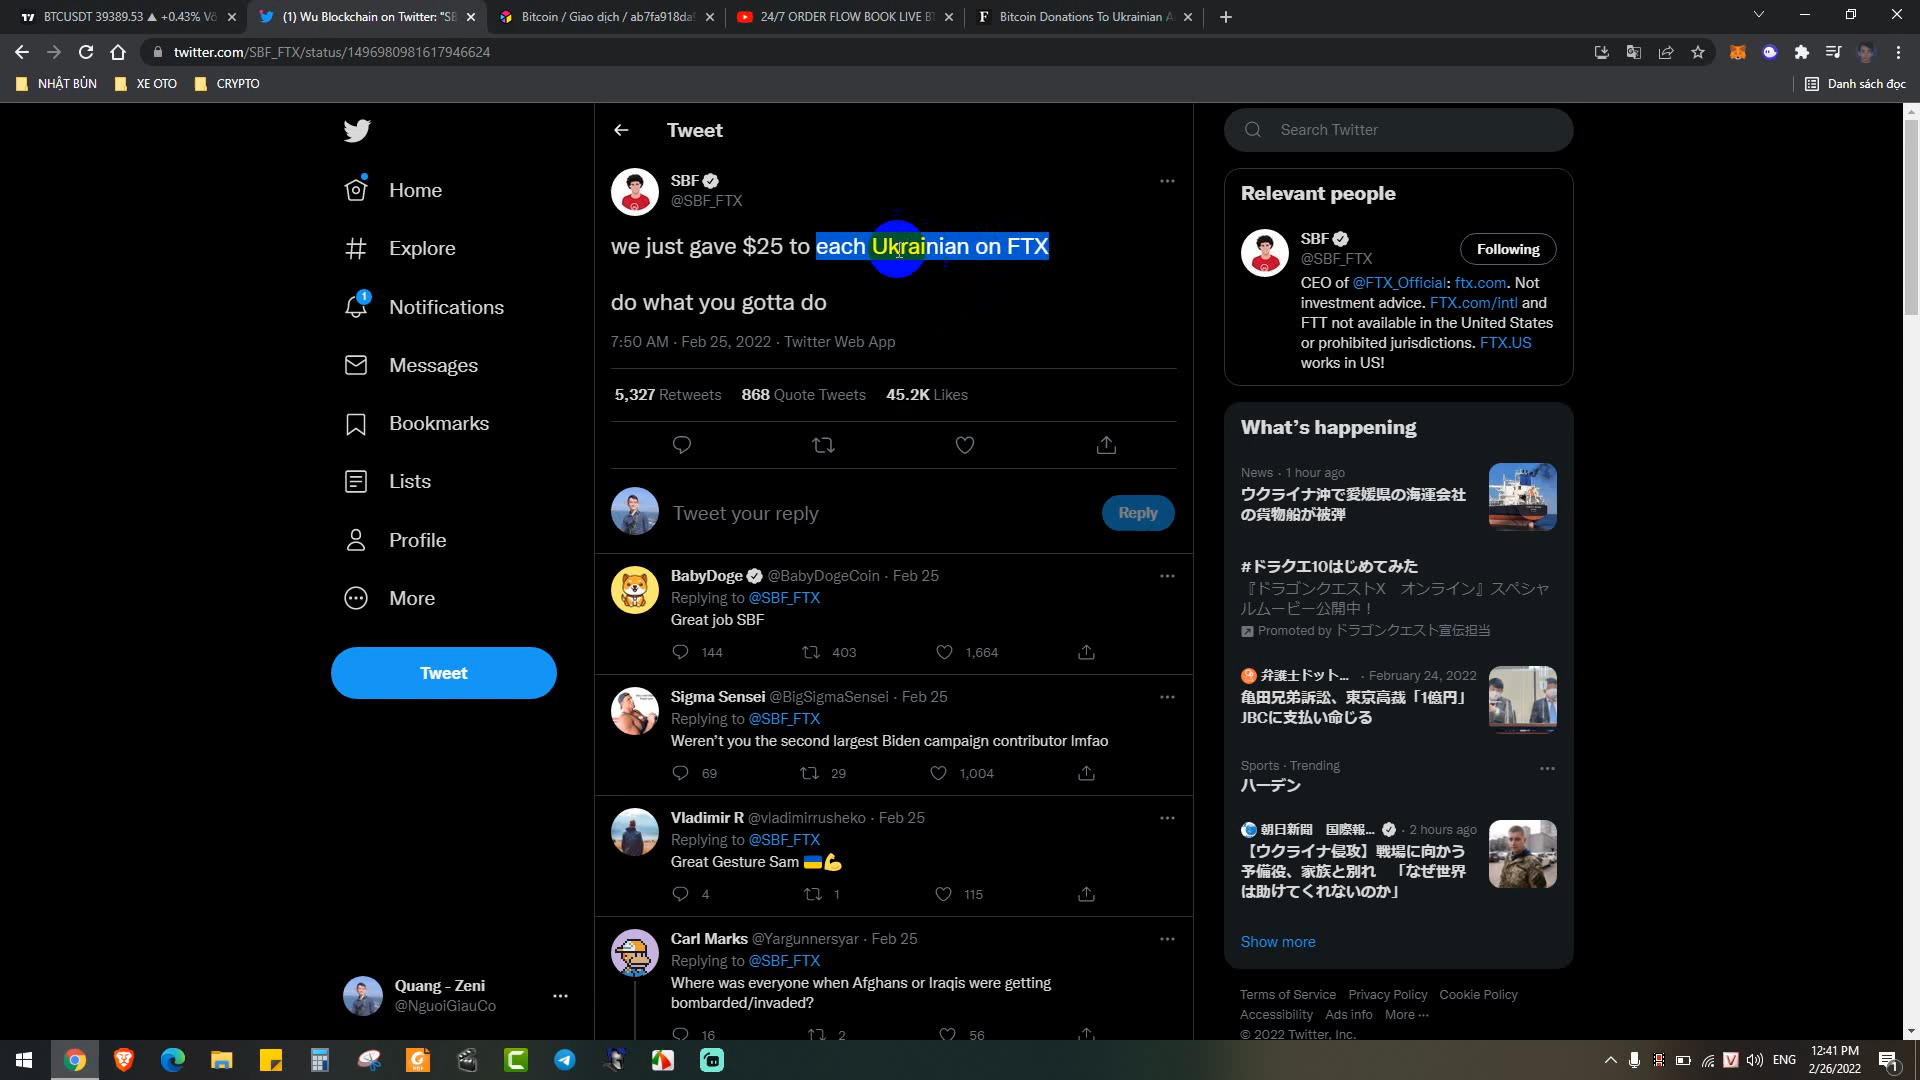 BTCUSDT 39389.53 ▲ +0.43% Vô
(1) Wu Blockchain on Twitter: "SB
Bitcoin / Giao dịch / ab7fa918da
24/7 ORDER FLOW BOOK LIVE B
Bitcoin Donations To Ukrainian A
twitter.com/SBF_FTX/status/1496980981617946624
NHẬT BỦN
XE OTO
CRYPTO
Danh sách đọc
Home
Explore
1
Notifications
Messages
Bookmarks
Lists
Profile
More
Tweet
Quang - Zeni
@NguoiGiauCo
Tweet
SBF
@SBF_FTX
we just gave $25 to each Ukrainian on FTX
do what you gotta do
7:50 AM · Feb 25, 2022 · Twitter Web App
5,327 Retweets 868 Quote Tweets 45.2K Likes
Tweet your reply
Reply
BabyDoge @BabyDogeCoin · Feb 25
Replying to @SBF_FTX
Great job SBF
144 403 1,664
Sigma Sensei @BigSigmaSensei · Feb 25
Replying to @SBF_FTX
Weren't you the second largest Biden campaign contributor lmfao
69 29 1,004
Vladimir R @vladimirrusheko · Feb 25
Replying to @SBF_FTX
Great Gesture Sam 🇺🇦💪
4 1 115
Carl Marks @Yargunnersyar · Feb 25
Replying to @SBF_FTX
Where was everyone when Afghans or Iraqis were getting
bombarded/invaded?
16 2 56
Search Twitter
Relevant people
SBF
@SBF_FTX
Following
CEO of @FTX_Official: ftx.com. Not
investment advice. FTX.com/intl and
FTT not available in the United States
or prohibited jurisdictions. FTX.US
works in US!
What's happening
News · 1 hour ago
ウクライナ沖で愛媛県の海運会社
の貨物船が被弾
#ドラクエ10はじめてみた
『ドラゴンクエストX オンライン』スペシャ
ルムービー公開中！
Promoted by ドラゴンクエスト宣伝担当
弁護士ドット... · February 24, 2022
亀田兄弟訴訟、東京高裁「1億円」
JBCに支払い命じる
Sports · Trending
ハーデン
朝日新聞 国際報... · 2 hours ago
【ウクライナ侵攻】戦場に向かう
予備役、家族と別れ 「なぜ世界
は助けてくれないのか」
Show more
Terms of Service Privacy Policy Cookie Policy
Accessibility Ads info More ···
© 2022 Twitter, Inc.
ENG
12:41 PM
2/26/2022
1